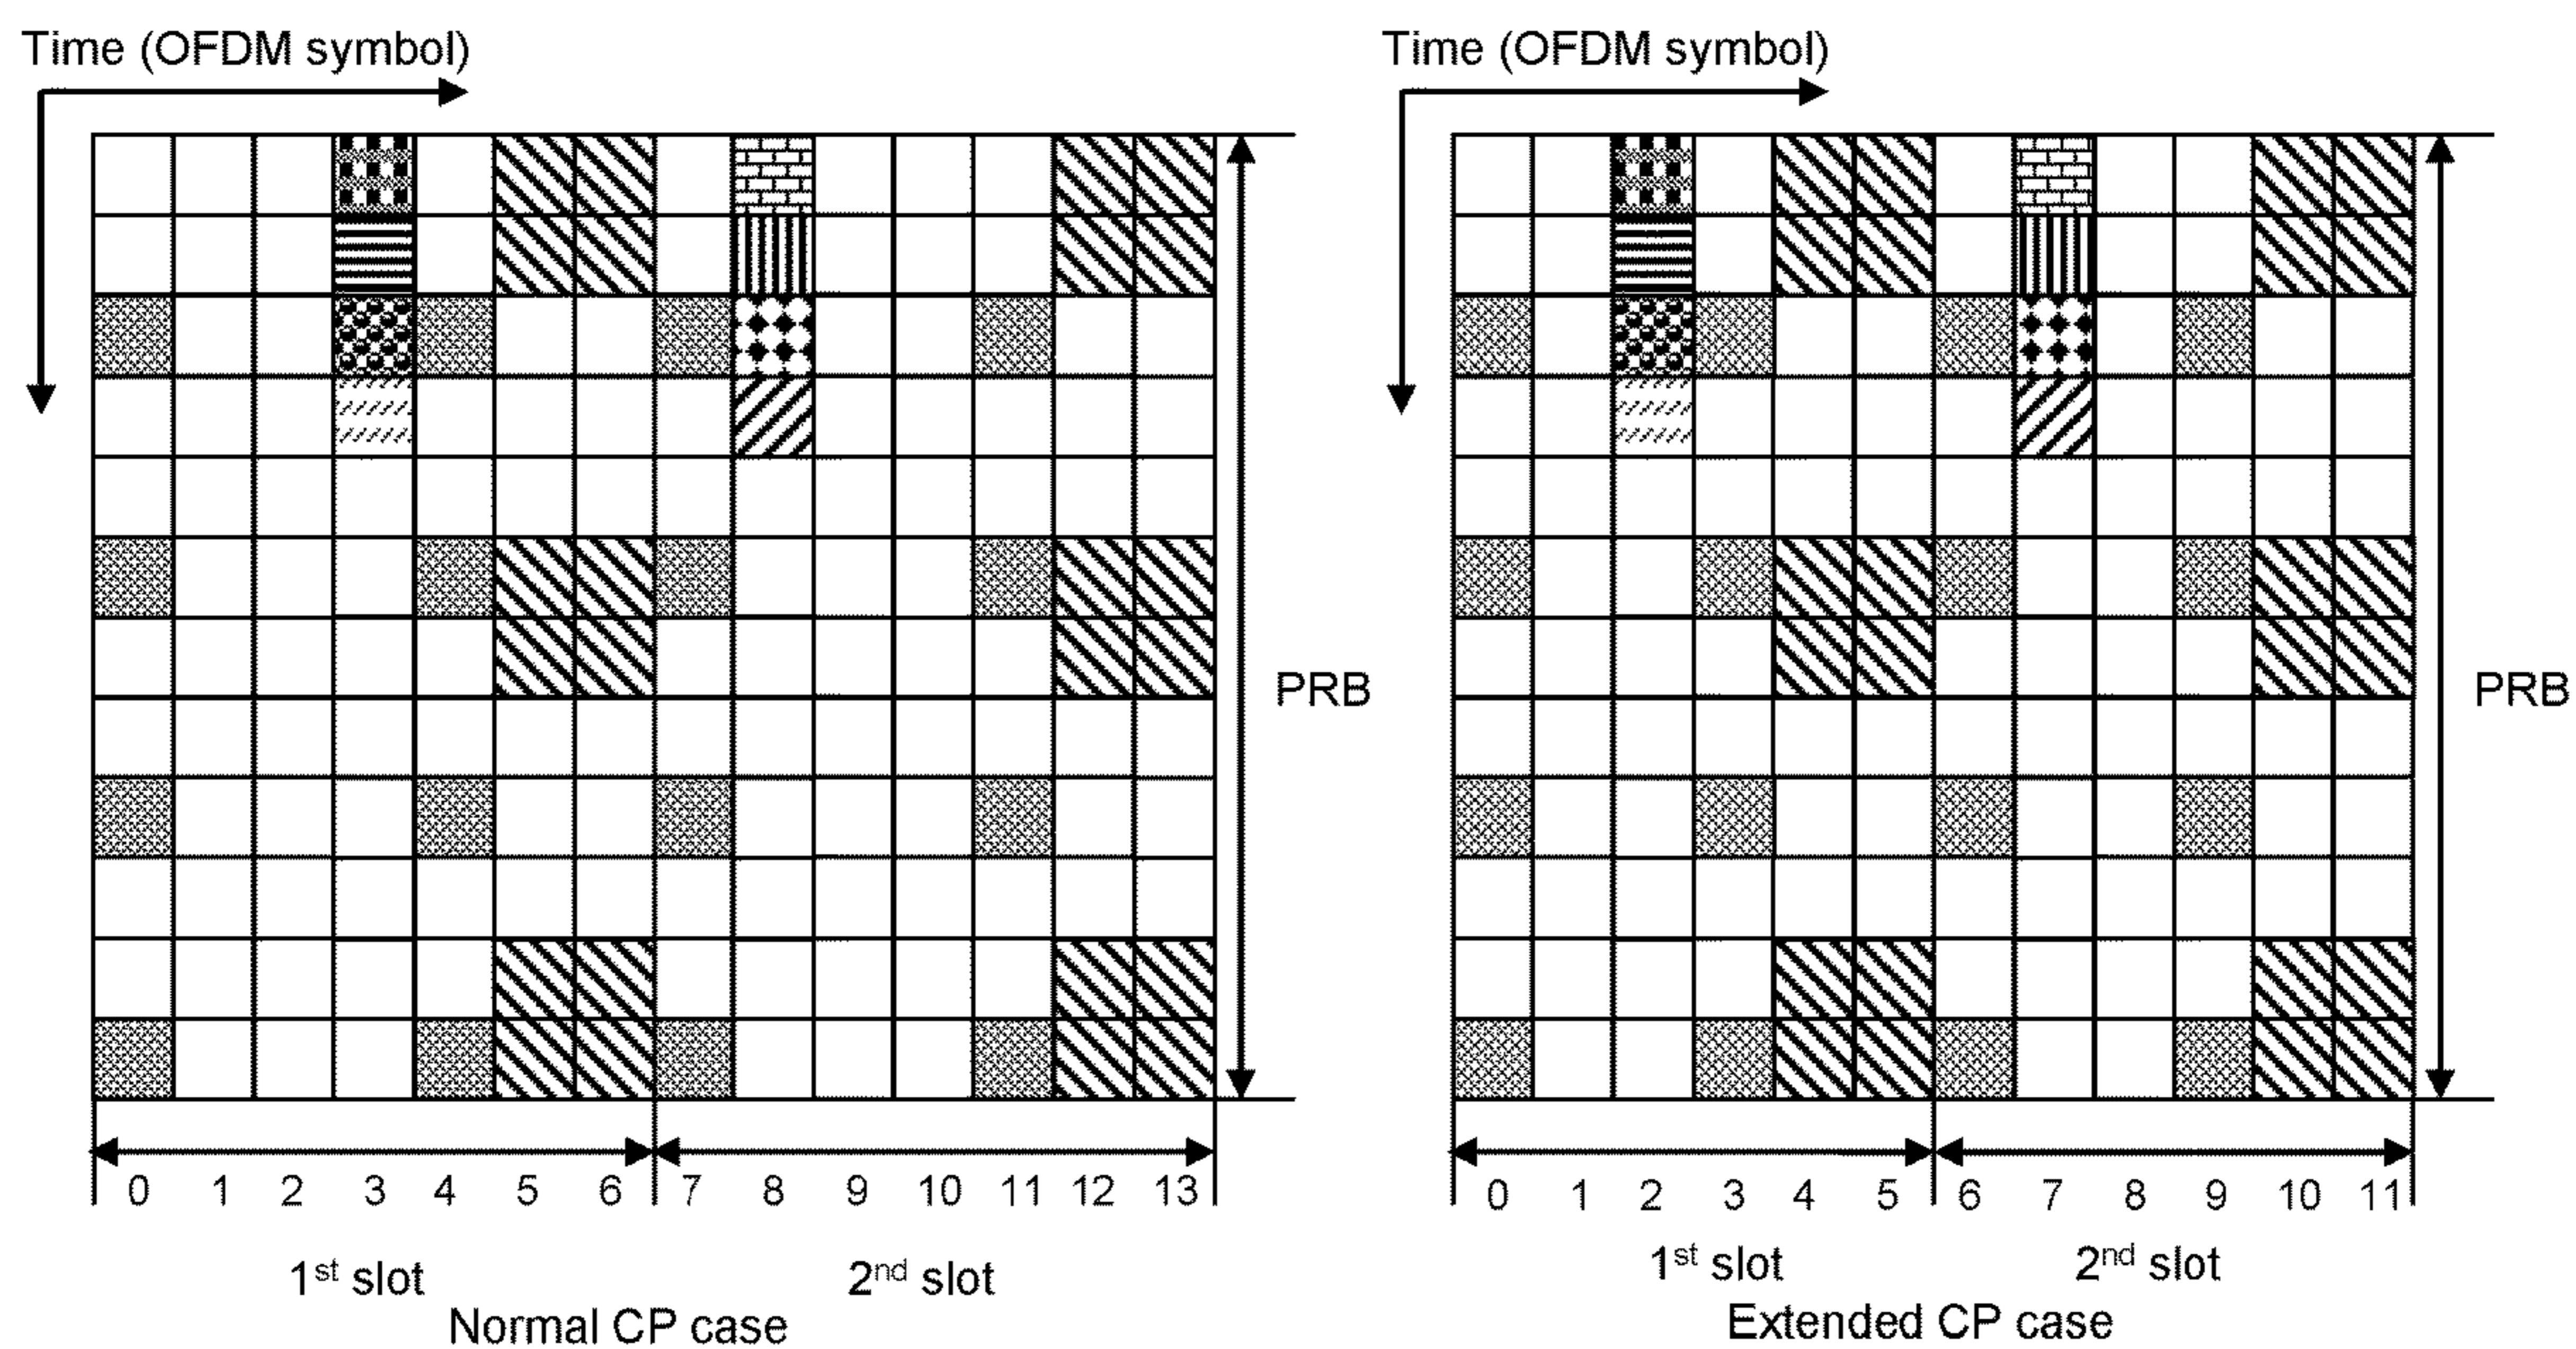 Time (OFDM symbol)
PRB
0 1 2 3 4 5 6 7 8 9 10 11 12 13
1st slot 2nd slot
Normal CP case
Time (OFDM symbol)
PRB
0 1 2 3 4 5 6 7 8 9 10 11
1st slot 2nd slot
Extended CP case